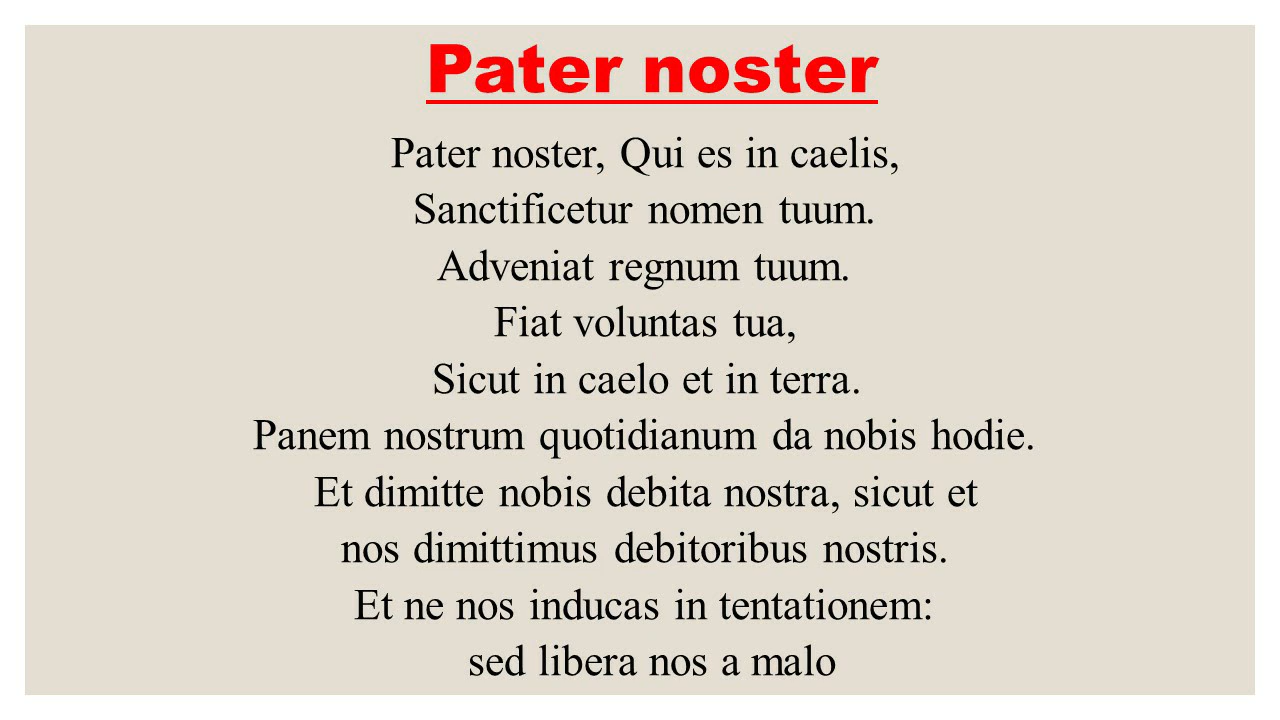 Pater noster
Pater noster, Qui es in caelis,
Sanctificetur nomen tuum.
Adveniat regnum tuum.
Fiat voluntas tua,
Sicut in caelo et in terra.
Panem nostrum quotidianum da nobis hodie.
Et dimitte nobis debita nostra, sicut et
nos dimittimus debitoribus nostris.
Et ne nos inducas in tentationem:
sed libera nos a malo